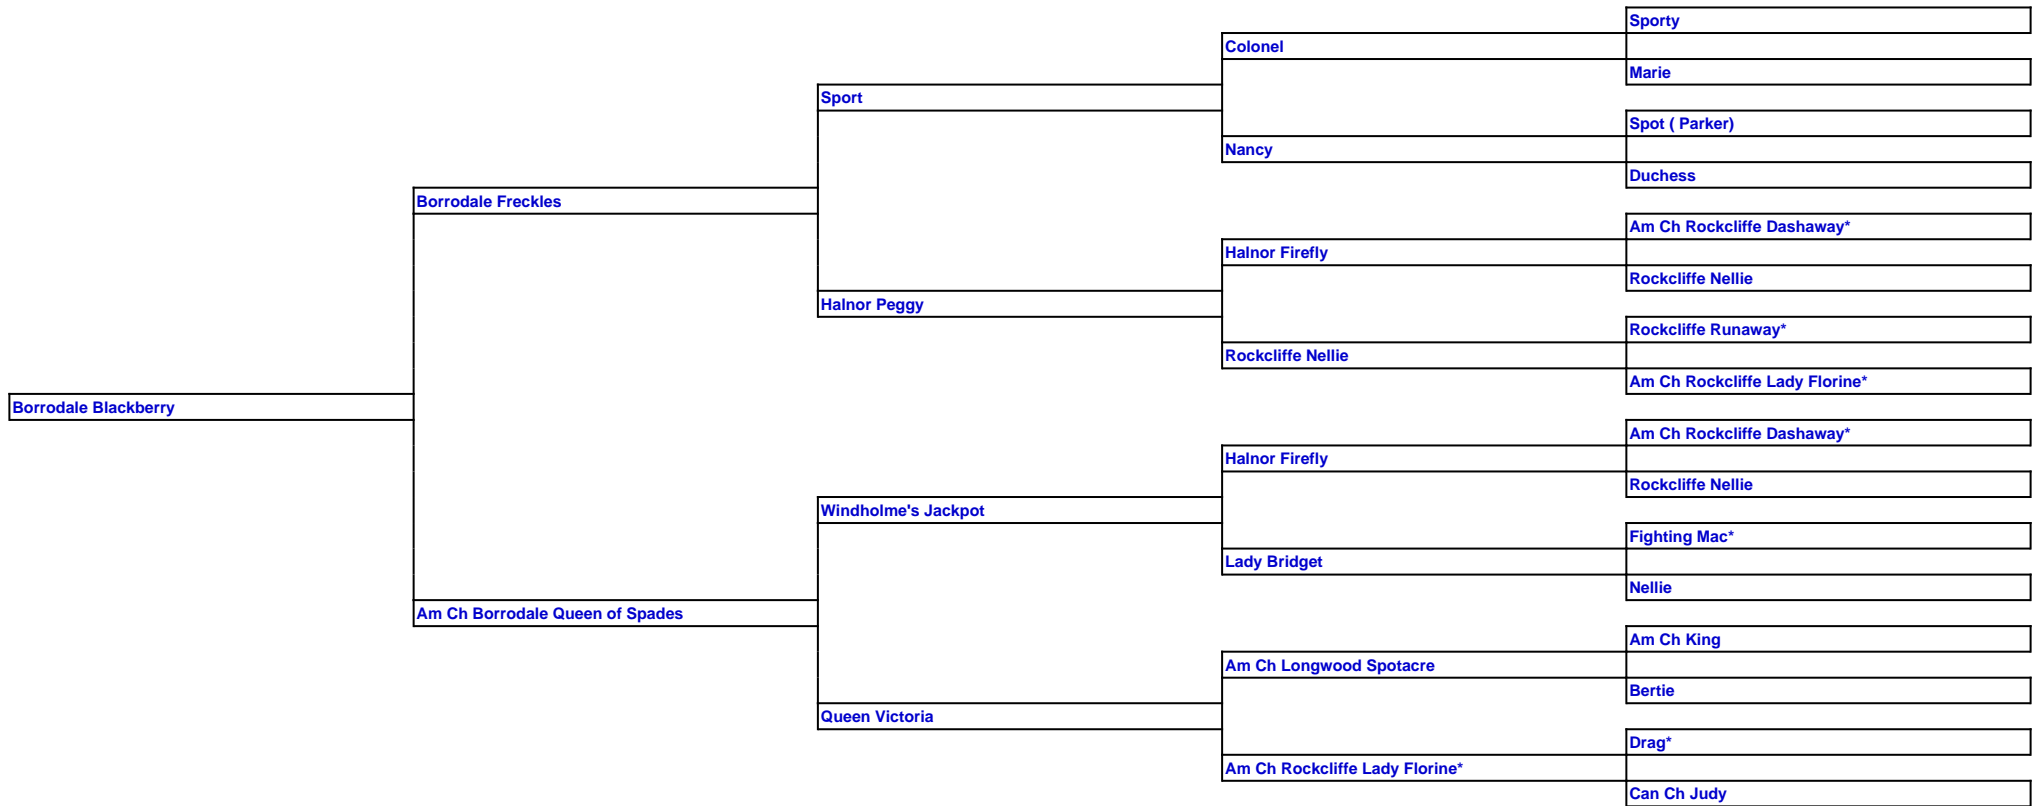 Sporty
Colonel
Marie
Sport
Spot ( Parker)
Nancy
Duchess
Borrodale Freckles
Am Ch Rockcliffe Dashaway*
Halnor Firefly
Rockcliffe Nellie
Halnor Peggy
Rockcliffe Runaway*
Rockcliffe Nellie
Am Ch Rockcliffe Lady Florine*
Borrodale Blackberry
Am Ch Rockcliffe Dashaway*
Halnor Firefly
Rockcliffe Nellie
Windholme's Jackpot
Fighting Mac*
Lady Bridget
Nellie
Am Ch Borrodale Queen of Spades
Am Ch King
Am Ch Longwood Spotacre
Bertie
Queen Victoria
Drag*
Am Ch Rockcliffe Lady Florine*
Can Ch Judy